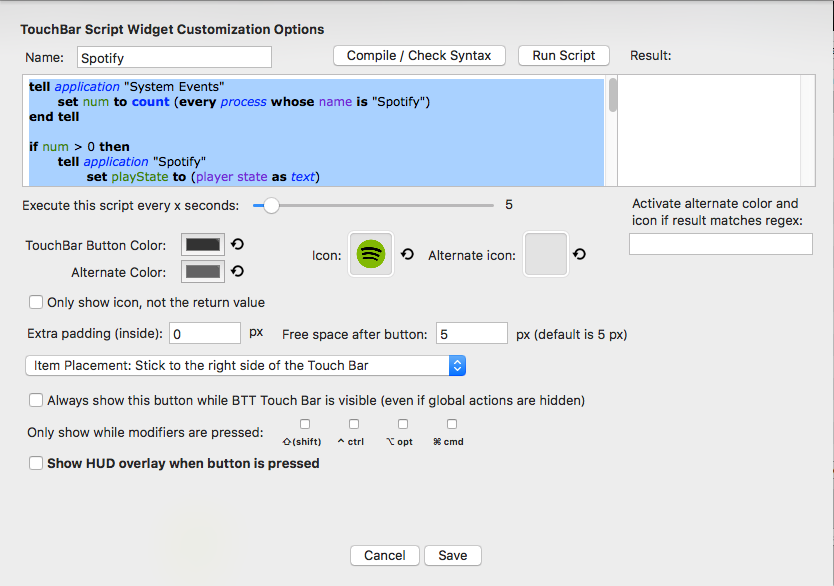 TouchBar Script Widget Customization Options
Name: Spotify Compile / Check Syntax Run Script Result:
tell application "System Events"
set num to count (every process whose name is "Spotify")
end tell
if num > 0 then
tell application "Spotify"
set playState to (player state as text)
Execute this script every x seconds: 5
Activate alternate color and
icon if result matches regex:
TouchBar Button Color:
Icon: Alternate icon:
Alternate Color:
Only show icon, not the return value
Extra padding (inside): 0 px Free space after button: 5 px (default is 5 px)
Item Placement: Stick to the right side of the Touch Bar
Always show this button while BTT Touch Bar is visible (even if global actions are hidden)
Only show while modifiers are pressed:
⇧(shift) ^ ctrl ⌥ opt ⌘ cmd
Show HUD overlay when button is pressed
Cancel Save